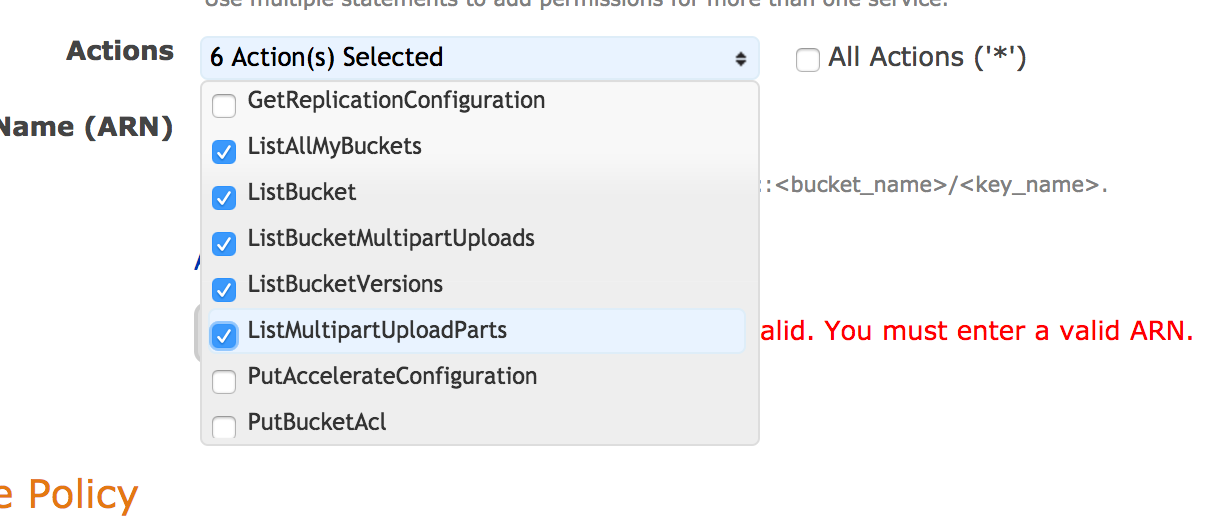 Use multiple statements to add permissions for more than one service.
Actions 6 Action(s) Selected All Actions ('*')
GetReplicationConfiguration
Name (ARN)
ListAllMyBuckets
ListBucket ::<bucket_name>/<key_name>.
ListBucketMultipartUploads
ListBucketVersions
ListMultipartUploadParts alid. You must enter a valid ARN.
PutAccelerateConfiguration
PutBucketAcl
e Policy